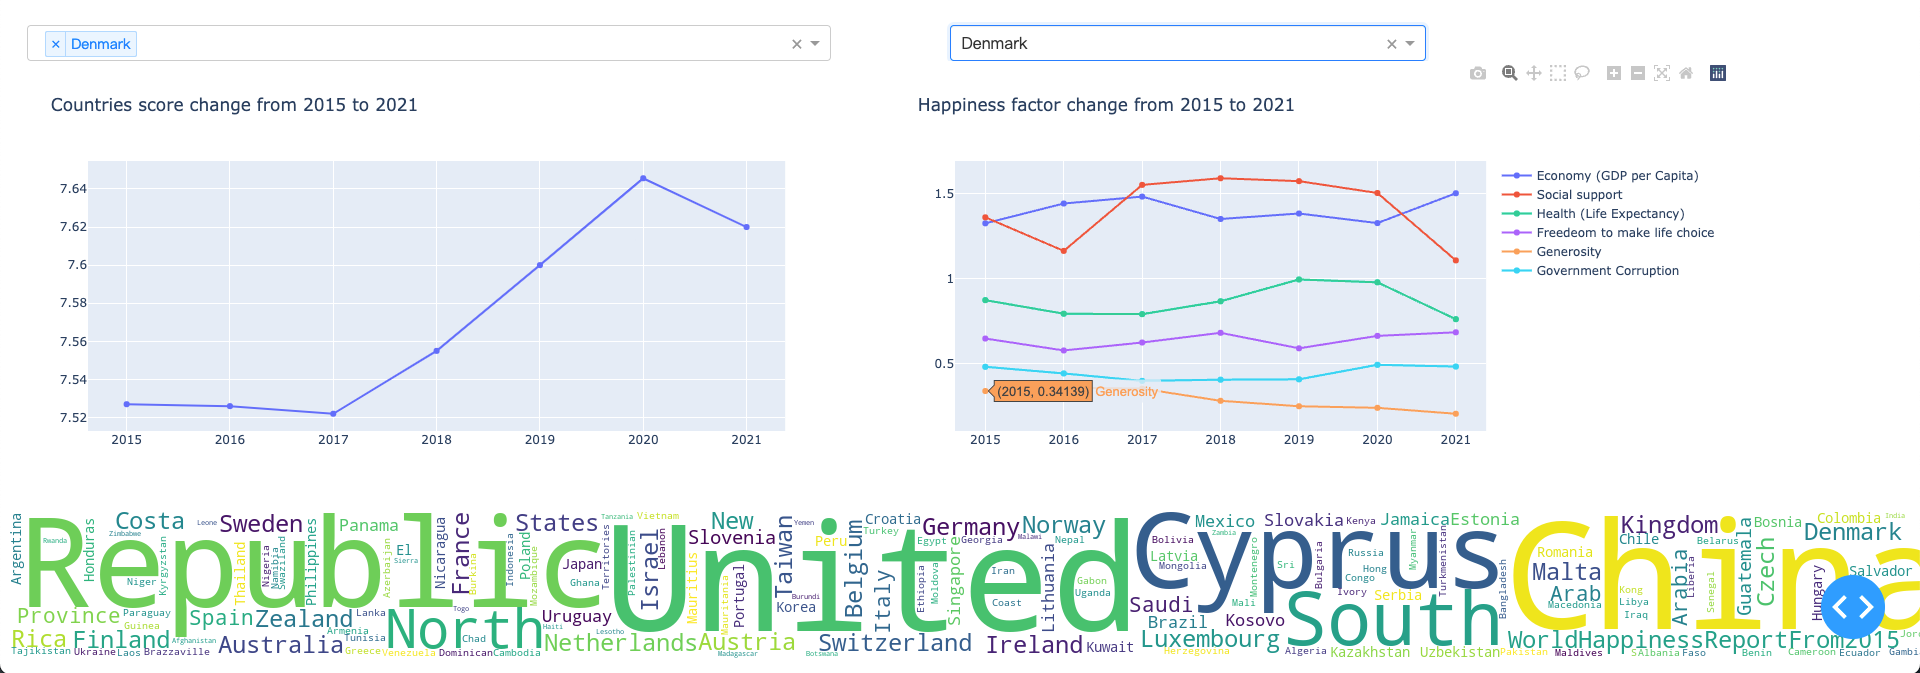 × Denmark
Denmark
Countries score change from 2015 to 2021
Happiness factor change from 2015 to 2021
7.64
7.62
7.6
7.58
7.56
7.54
7.52
2015 2016 2017 2018 2019 2020 2021
1.5
1
0.5
(2015, 0.34139) Generosity
2015 2016 2017 2018 2019 2020 2021
Economy (GDP per Capita)
Social support
Health (Life Expectancy)
Freedeom to make life choice
Generosity
Government Corruption
Argentina
Rwanda
Honduras
Costa
Zimbabwe
Leone
Sweden
Panama
Nicaragua
France
States
Tanzania
Vietnam
New
Slovenia
Taiwan
Yemen
Peru
Belgium
Croatia
Turkey
Egypt
Germany
Georgia
Malawi
Norway
Nepal
Cyprus
Mexico
Zambia
Slovakia
Kenya
Jamaica
Estonia
Kingdom
Chile
Belarus
Bosnia
Colombia
India
Denmark
Republic
United
China
Niger
Kyrgyzstan
Thailand
Nigeria
Namibia
Swaziland
Philippines
Azerbaijan
El
Sierra
Burkina
Indonesia
Poland
Mozambique
Japan
Ghana
Territories
Palestinian
Israel
Lebanon
Mauritius
Mauritania
Portugal
Burundi
Korea
Italy
Ethiopia
Moldova
Singapore
Iran
Coast
Lithuania
Gabon
Uganda
Bolivia
Latvia
Mongolia
Montenegro
Sri
Bulgaria
Russia
Hong
Congo
Myanmar
Turkmenistan
Ivory
Serbia
Mali
Bangladesh
Romania
Malta
Arab
Macedonia
Kong
Libya
Iraq
Arabia
Liberia
Senegal
Guatemala
Czech
Hungary
Salvador
Province
Paraguay
Guinea
Spain
Zealand
Lanka
Armenia
Tunisia
North
Togo
Chad
Uruguay
Haiti
Lesotho
Saudi
Brazil
Kosovo
South
Rica
Finland
Afghanistan
Australia
Greece
Venezuela
Dominican
Cambodia
Netherlands
Austria
Madagascar
Switzerland
Botswana
Ireland
Kuwait
Luxembourg
Herzegovina
Algeria
Kazakhstan
Uzbekistan
WorldHappinessReportFrom2015
Tajikistan
Ukraine
Laos
Brazzaville
Pakistan
Maldives
S
Albania
Faso
Benin
Cameroon
Ecuador